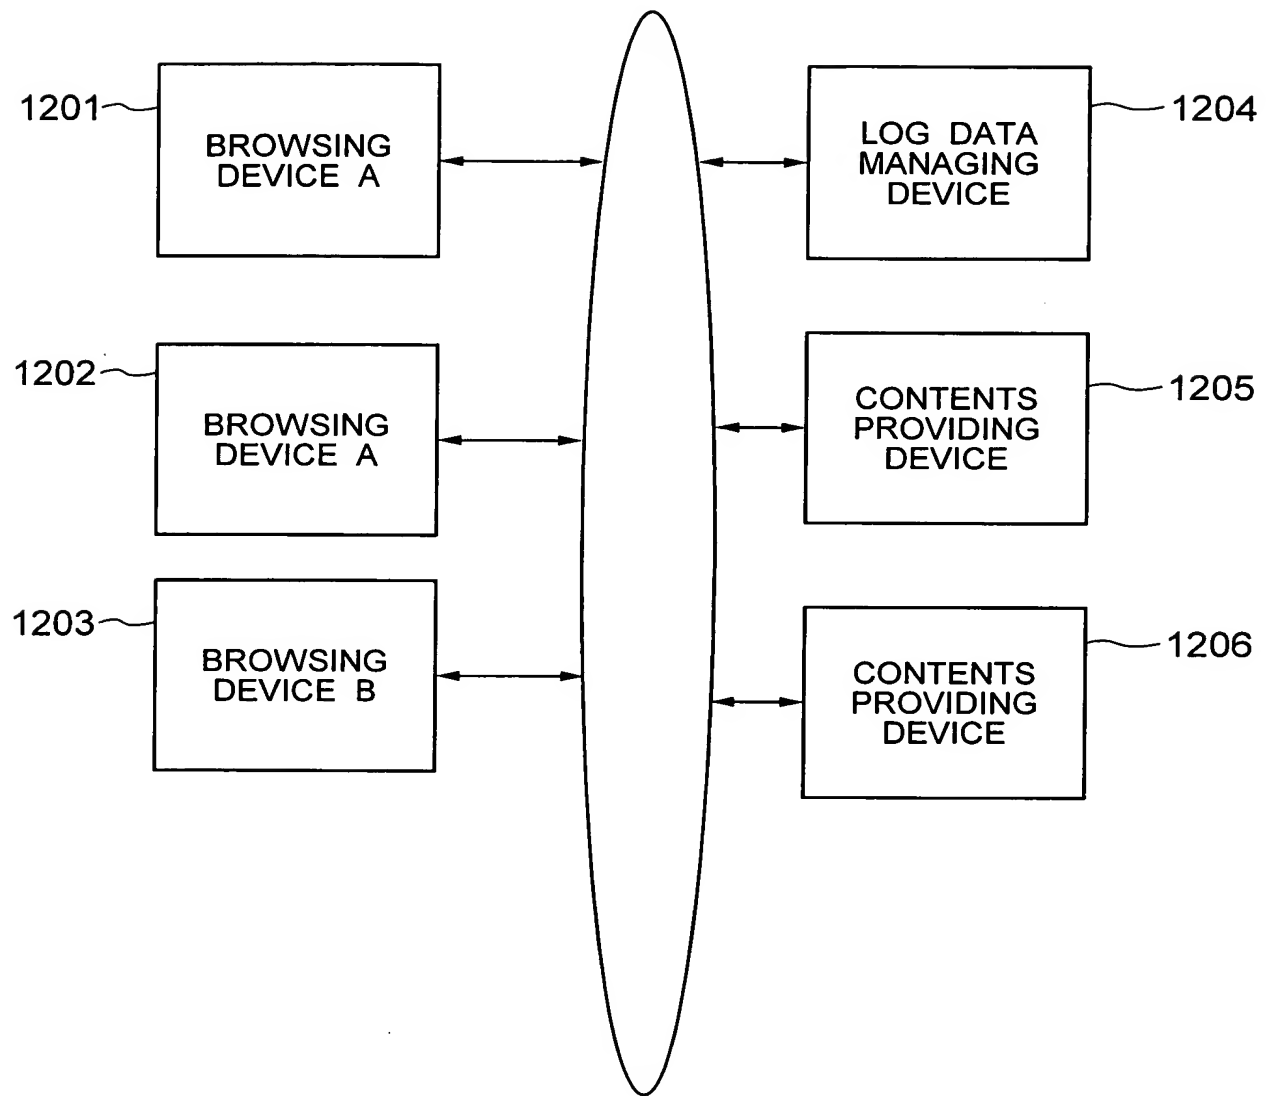 1201
BROWSING
DEVICE A
1202
BROWSING
DEVICE A
1203
BROWSING
DEVICE B
LOG DATA
MANAGING
DEVICE
1204
CONTENTS
PROVIDING
DEVICE
1205
CONTENTS
PROVIDING
DEVICE
1206